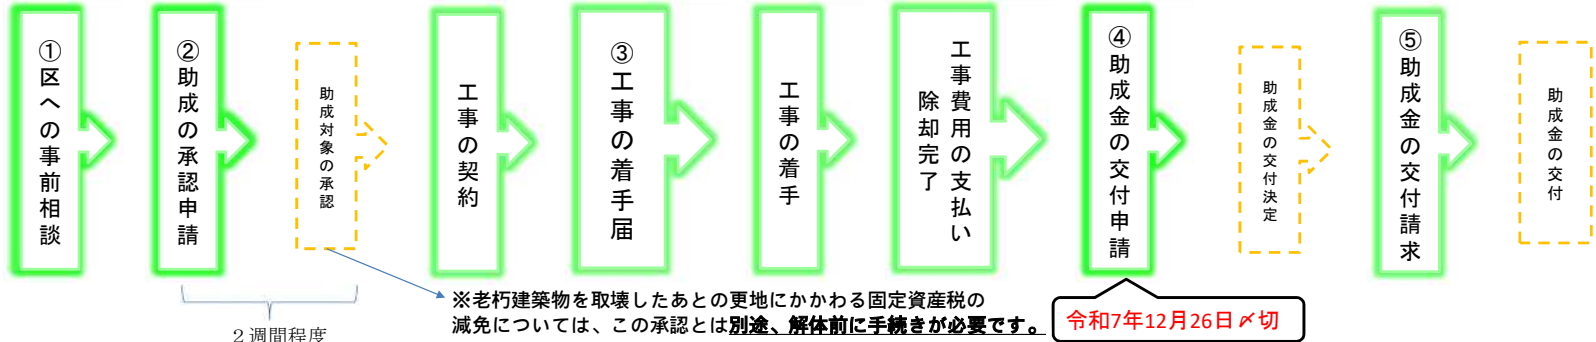 ①区への事前相談
②助成の承認申請
助成対象の承認
工事の契約
③工事の着手届
工事の着手
工事費用の支払い
除却完了
④助成金の交付申請
助成金の交付決定
⑤助成金の交付請求
助成金の交付
２週間程度
※老朽建築物を取壊したあとの更地にかかわる固定資産税の
減免については、この承認とは別途、解体前に手続きが必要です。
令和7年12月26日〆切